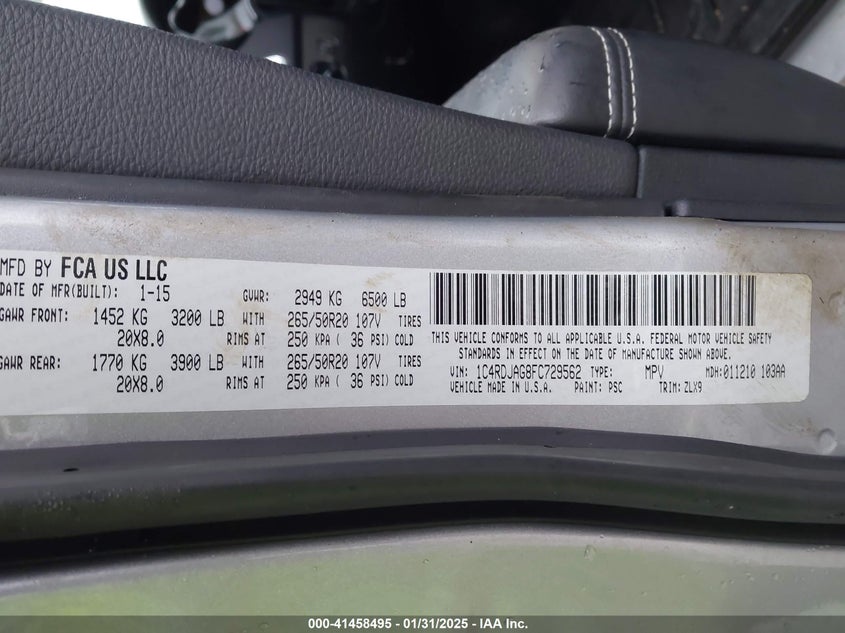 MFD BY FCA US LLC
DATE OF MFR(BUILT): 1-15 GVWR: 2949 KG 6500 LB
GAWR FRONT: 1452 KG 3200 LB WITH 265/50R20 107V TIRES
20X8.0 RIMS AT 250 KPA ( 36 PSI) COLD
GAWR REAR: 1770 KG 3900 LB WITH 265/50R20 107V TIRES
20X8.0 RIMS AT 250 KPA ( 36 PSI) COLD
THIS VEHICLE CONFORMS TO ALL APPLICABLE U.S.A. FEDERAL MOTOR VEHICLE SAFETY
STANDARDS IN EFFECT ON THE DATE OF MANUFACTURE SHOWN ABOVE.
VIN: 1C4RDJAG8FC729562 TYPE: MPV MDH: 011210 103AA
VEHICLE MADE IN U.S.A. PAINT: PSC TRIM: ZLX9
000-41458495 - 01/31/2025 - IAA Inc.